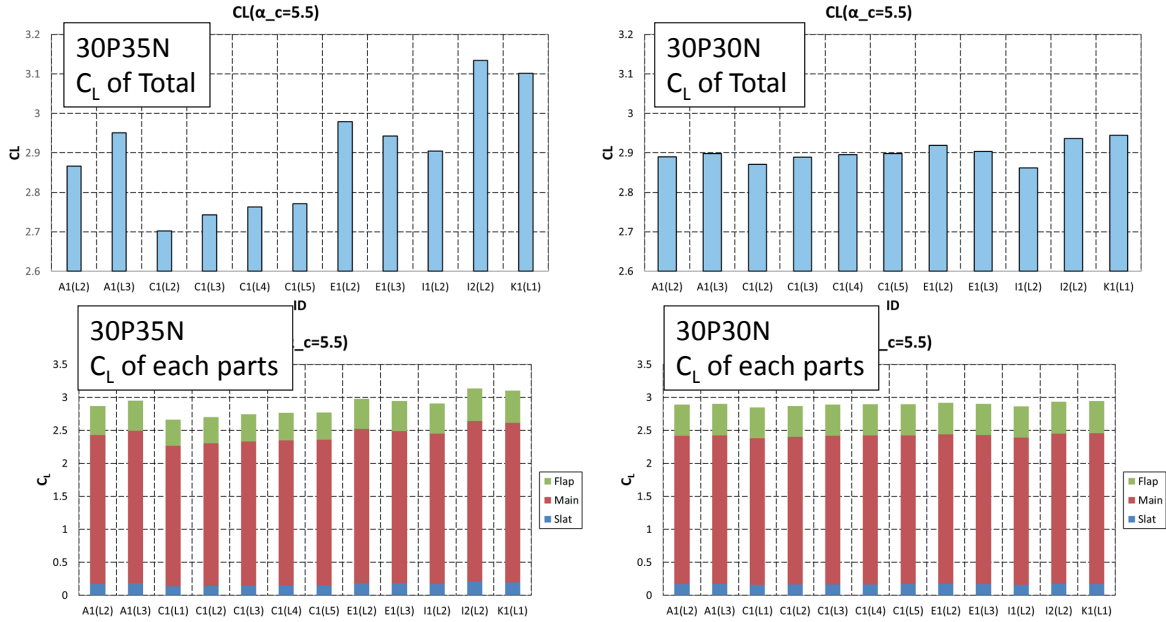 CL(α_c=5.5)
30P35N
C_L of Total
3.2
3.1
3
2.9
2.8
2.7
2.6
CL
A1(L2) A1(L3) C1(L2) C1(L3) C1(L4) C1(L5) E1(L2) E1(L3) I1(L2) I2(L2) K1(L1)
ID
CL(α_c=5.5)
30P30N
C_L of Total
3.2
3.1
3
2.9
2.8
2.7
2.6
CL
A1(L2) A1(L3) C1(L2) C1(L3) C1(L4) C1(L5) E1(L2) E1(L3) I1(L2) I2(L2) K1(L1)
ID
_c=5.5)
30P35N
C_L of each parts
3.5
3
2.5
2
1.5
1
0.5
0
C_L
Flap
Main
Slat
A1(L2) A1(L3) C1(L1) C1(L2) C1(L3) C1(L4) C1(L5) E1(L2) E1(L3) I1(L2) I2(L2) K1(L1)
_c=5.5)
30P30N
C_L of each parts
3.5
3
2.5
2
1.5
1
0.5
0
C_L
Flap
Main
Slat
A1(L2) A1(L3) C1(L1) C1(L2) C1(L3) C1(L4) C1(L5) E1(L2) E1(L3) I1(L2) I2(L2) K1(L1)